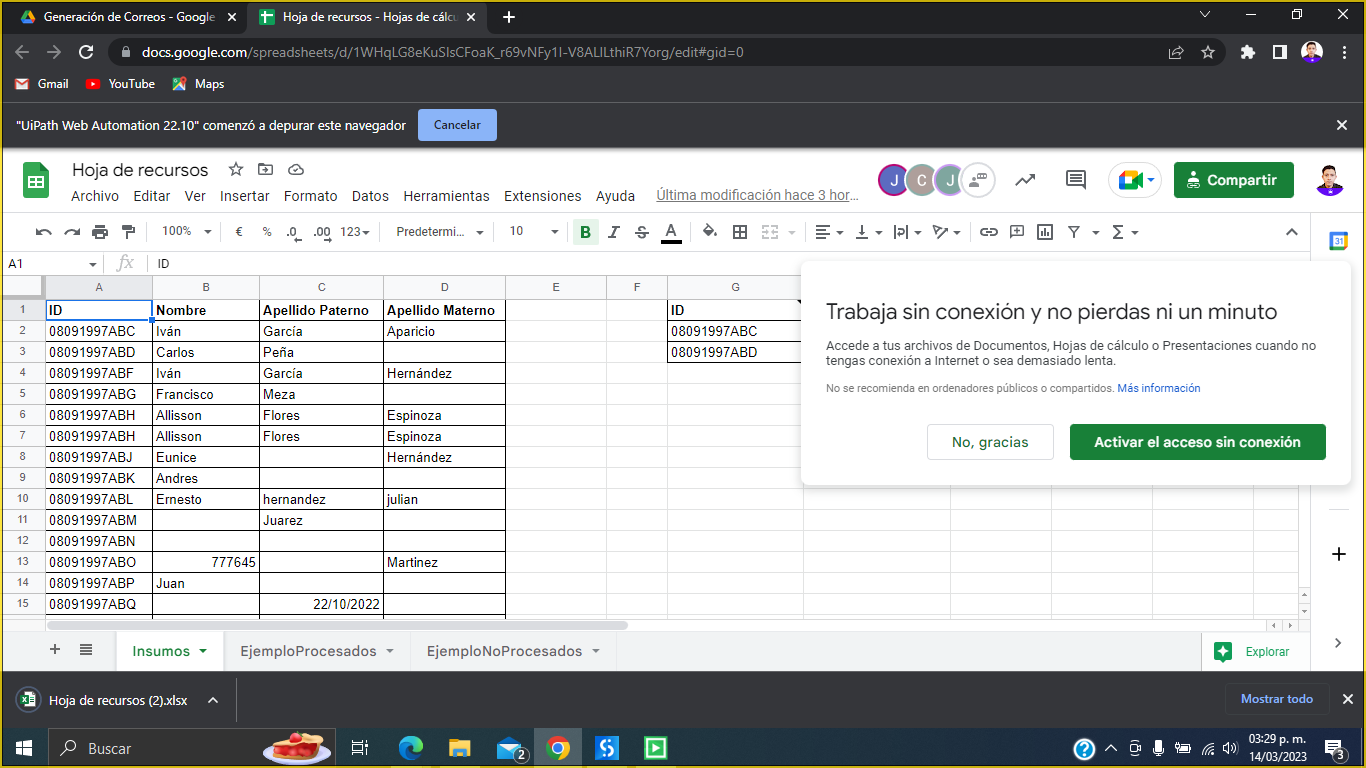 Generación de Correos - Google
Hoja de recursos - Hojas de cálcu
docs.google.com/spreadsheets/d/1WHqLG8eKuSlsCFoaK_r69vNFy1I-V8ALlLthiR7Yorg/edit#gid=0
Gmail YouTube Maps
"UiPath Web Automation 22.10" comenzó a depurar este navegador Cancelar
Hoja de recursos
J C J
Compartir
Archivo Editar Ver Insertar Formato Datos Herramientas Extensiones Ayuda Última modificación hace 3 hor…
100% € % .0 .00 123 Predetermi... 10 B I S A
31
A1 fx ID
A B C D E F G
1 ID Nombre Apellido Paterno Apellido Materno ID
2 08091997ABC Iván García Aparicio 08091997ABC
3 08091997ABD Carlos Peña 08091997ABD
4 08091997ABF Iván García Hernández
5 08091997ABG Francisco Meza
6 08091997ABH Allisson Flores Espinoza
7 08091997ABH Allisson Flores Espinoza
8 08091997ABJ Eunice Hernández
9 08091997ABK Andres
10 08091997ABL Ernesto hernandez julian
11 08091997ABM Juarez
12 08091997ABN
13 08091997ABO 777645 Martinez
14 08091997ABP Juan
15 08091997ABQ 22/10/2022
Trabaja sin conexión y no pierdas ni un minuto
Accede a tus archivos de Documentos, Hojas de cálculo o Presentaciones cuando no
tengas conexión a Internet o sea demasiado lenta.
No se recomienda en ordenadores públicos o compartidos. Más información
No, gracias Activar el acceso sin conexión
Insumos EjemploProcesados EjemploNoProcesados Explorar
Hoja de recursos (2).xlsx Mostrar todo
Buscar 2 03:29 p. m.
14/03/2023 3